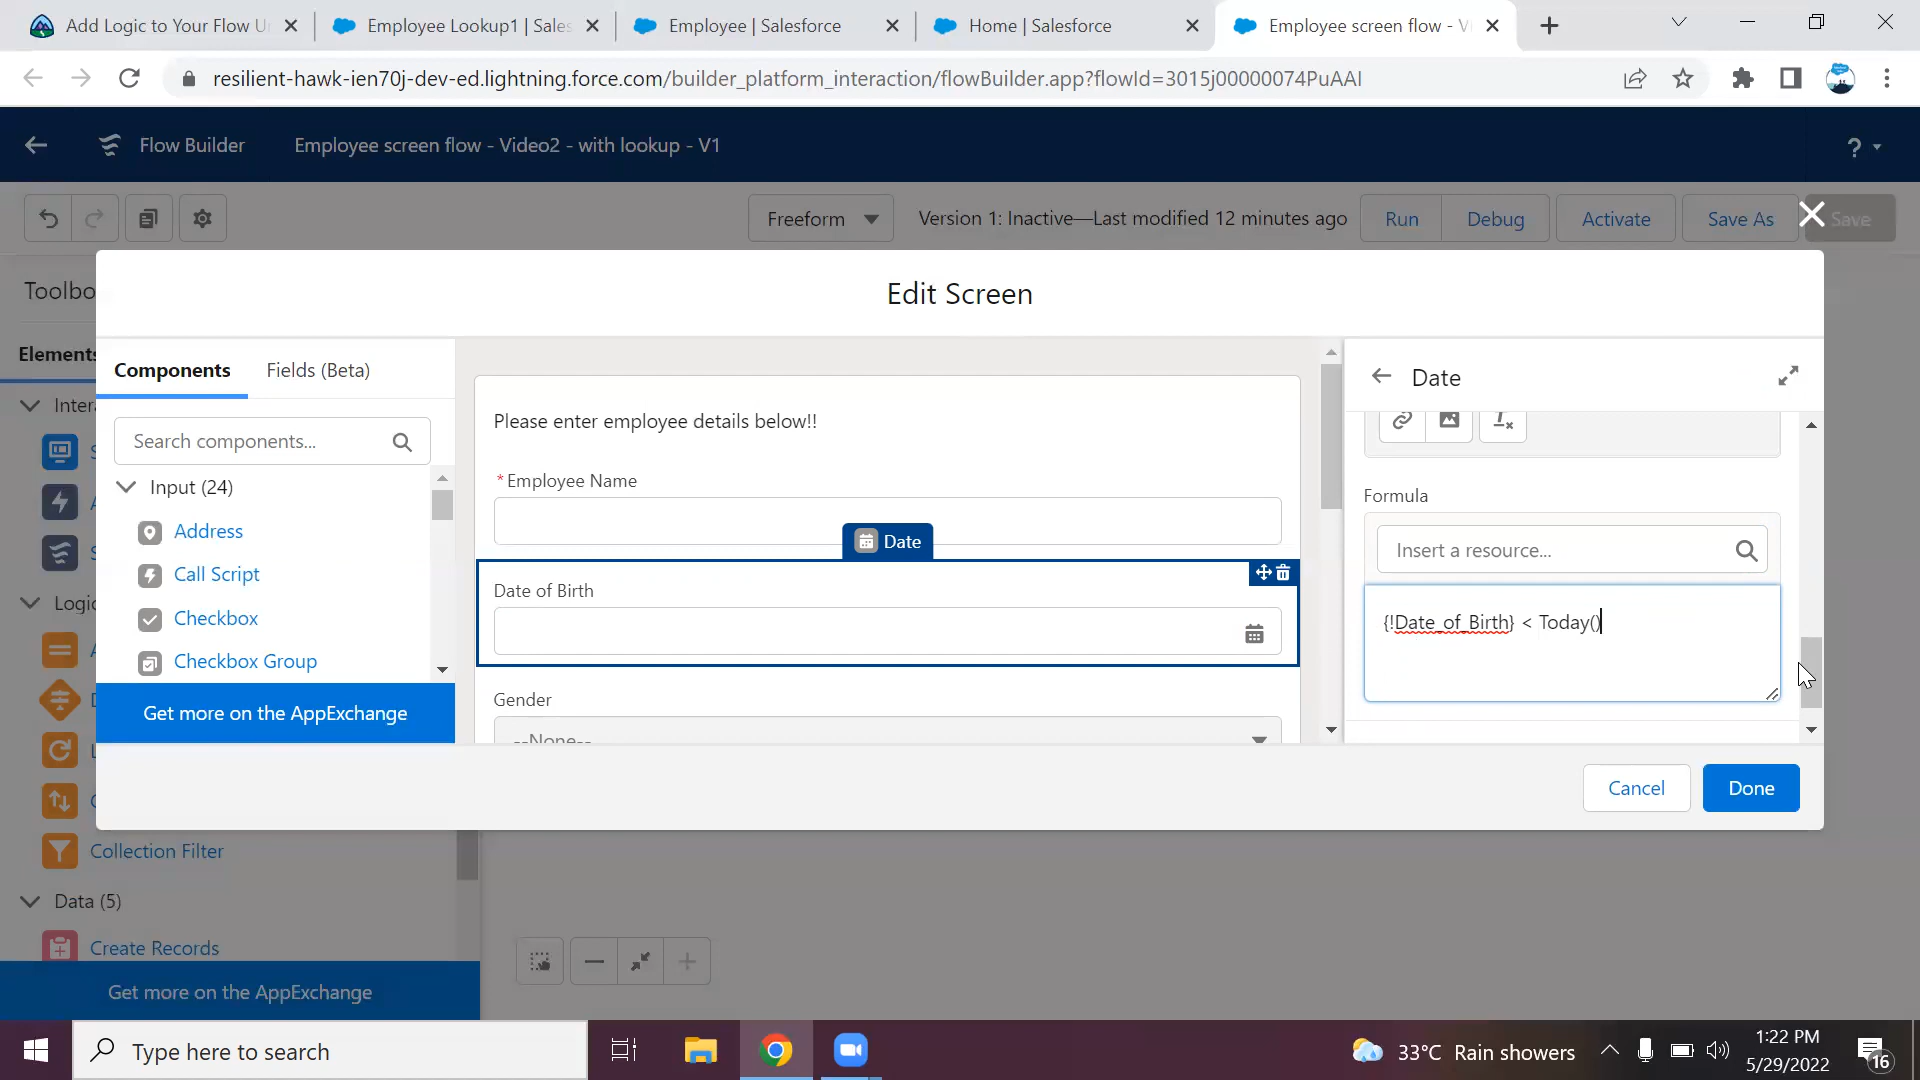 Add Logic to Your Flow U
Employee Lookup1 | Sales
Employee | Salesforce
Home | Salesforce
Employee screen flow - Vi
resilient-hawk-ien70j-dev-ed.lightning.force.com/builder_platform_interaction/flowBuilder.app?flowId=3015j00000074PuAAI
Flow Builder
Employee screen flow - Video2 - with lookup - V1
?
Freeform
Version 1: Inactive—Last modified 12 minutes ago
Run
Debug
Activate
Save As
Save
Toolbo
Edit Screen
Elements
Components
Fields (Beta)
Date
Inter
Search components...
Please enter employee details below!!
Input (24)
*Employee Name
Formula
Address
Date
Insert a resource...
Call Script
Date of Birth
Logic
Checkbox
{!Date_of_Birth} < Today()
Checkbox Group
Gender
--None--
Get more on the AppExchange
Cancel
Done
Collection Filter
Data (5)
Create Records
Get more on the AppExchange
Type here to search
33°C Rain showers
1:22 PM
5/29/2022
16